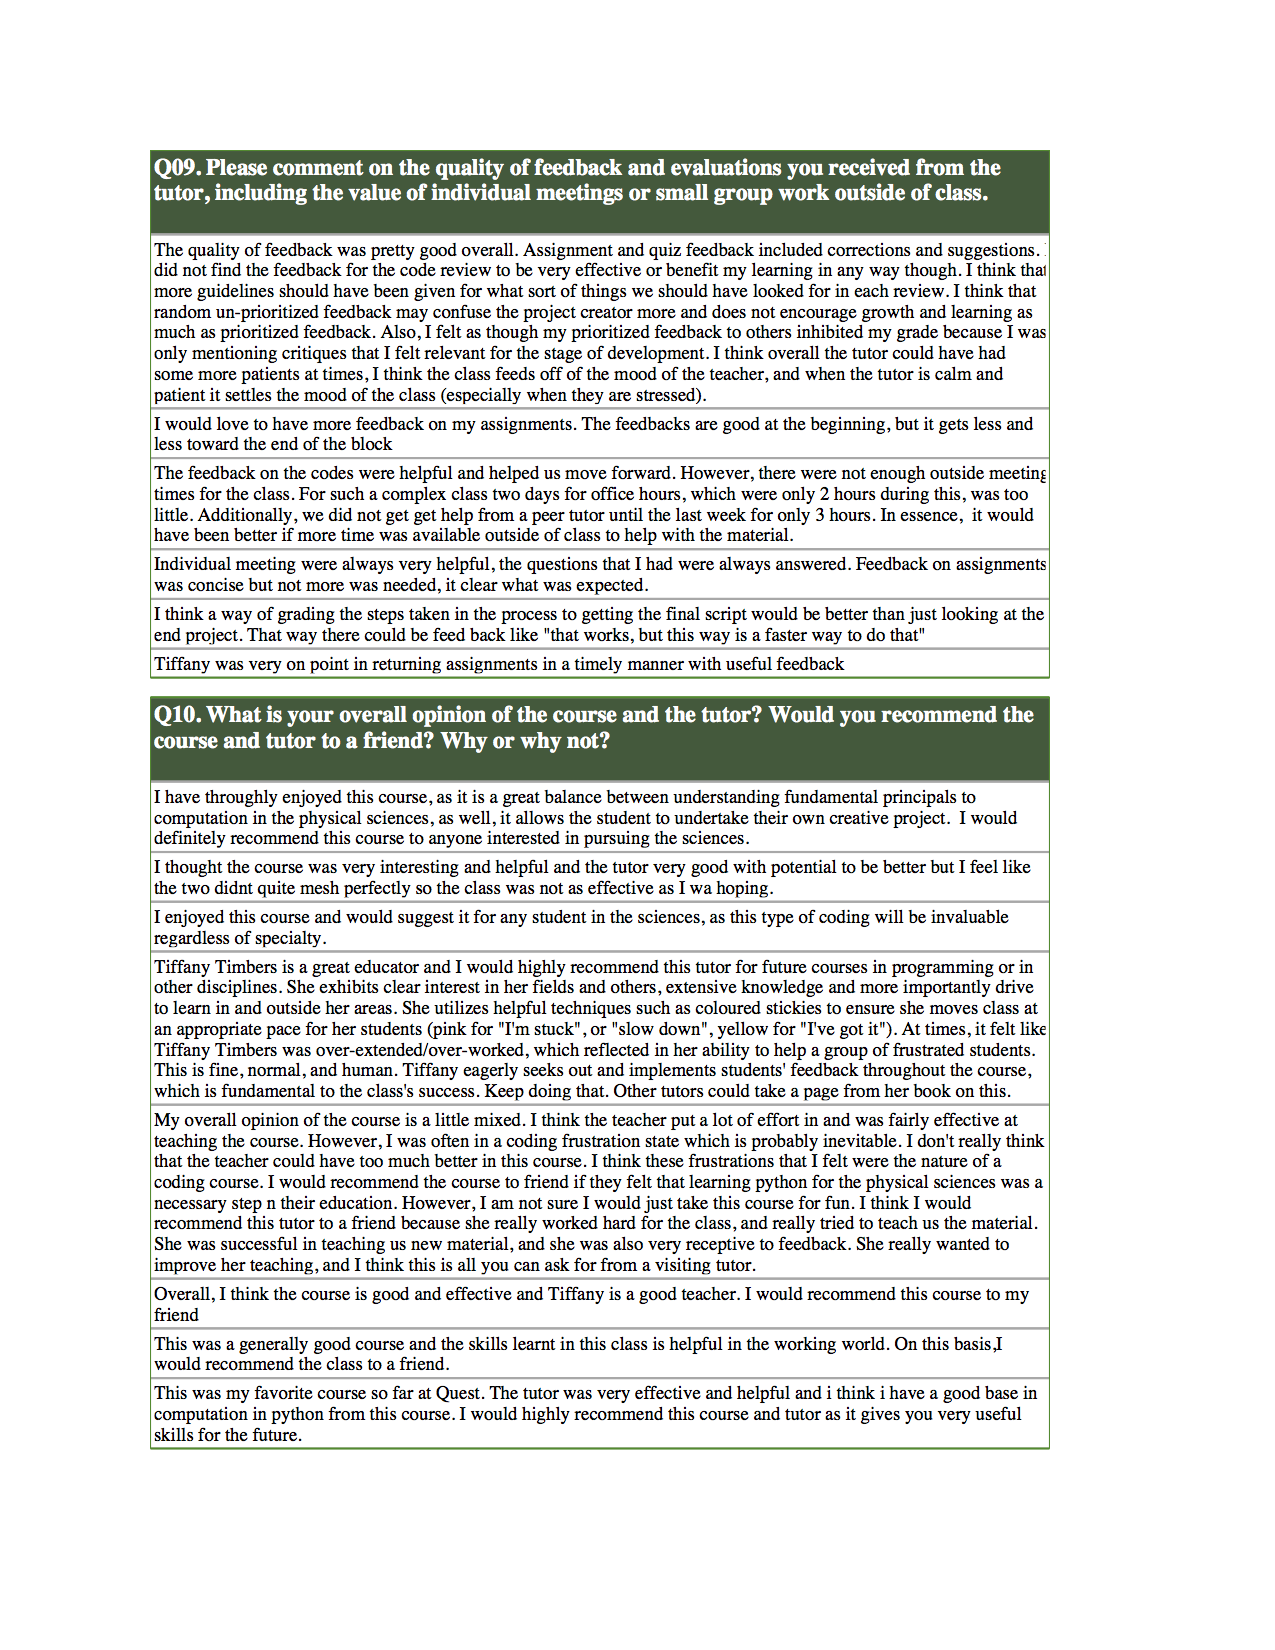 Q09. Please comment on the quality of feedback and evaluations you received from the
tutor, including the value of individual meetings or small group work outside of class.
The quality of feedback was pretty good overall. Assignment and quiz feedback included corrections and suggestions.
did not find the feedback for the code review to be very effective or benefit my learning in any way though. I think that
more guidelines should have been given for what sort of things we should have looked for in each review. I think that
random un-prioritized feedback may confuse the project creator more and does not encourage growth and learning as
much as prioritized feedback. Also, I felt as though my prioritized feedback to others inhibited my grade because I was
only mentioning critiques that I felt relevant for the stage of development. I think overall the tutor could have had
some more patients at times, I think the class feeds off of the mood of the teacher, and when the tutor is calm and
patient it settles the mood of the class (especially when they are stressed).
I would love to have more feedback on my assignments. The feedbacks are good at the beginning, but it gets less and
less toward the end of the block
The feedback on the codes were helpful and helped us move forward. However, there were not enough outside meeting
times for the class. For such a complex class two days for office hours, which were only 2 hours during this, was too
little. Additionally, we did not get get help from a peer tutor until the last week for only 3 hours. In essence,  it would
have been better if more time was available outside of class to help with the material.
Individual meeting were always very helpful, the questions that I had were always answered. Feedback on assignments
was concise but not more was needed, it clear what was expected.
I think a way of grading the steps taken in the process to getting the final script would be better than just looking at the
end project. That way there could be feed back like "that works, but this way is a faster way to do that"
Tiffany was very on point in returning assignments in a timely manner with useful feedback
Q10. What is your overall opinion of the course and the tutor? Would you recommend the
course and tutor to a friend? Why or why not?
I have throughly enjoyed this course, as it is a great balance between understanding fundamental principals to
computation in the physical sciences, as well, it allows the student to undertake their own creative project.  I would
definitely recommend this course to anyone interested in pursuing the sciences.
I thought the course was very interesting and helpful and the tutor very good with potential to be better but I feel like
the two didnt quite mesh perfectly so the class was not as effective as I wa hoping.
I enjoyed this course and would suggest it for any student in the sciences, as this type of coding will be invaluable
regardless of specialty.
Tiffany Timbers is a great educator and I would highly recommend this tutor for future courses in programming or in
other disciplines. She exhibits clear interest in her fields and others, extensive knowledge and more importantly drive
to learn in and outside her areas. She utilizes helpful techniques such as coloured stickies to ensure she moves class at
an appropriate pace for her students (pink for "I'm stuck", or "slow down", yellow for "I've got it"). At times, it felt like
Tiffany Timbers was over-extended/over-worked, which reflected in her ability to help a group of frustrated students.
This is fine, normal, and human. Tiffany eagerly seeks out and implements students' feedback throughout the course,
which is fundamental to the class's success. Keep doing that. Other tutors could take a page from her book on this.
My overall opinion of the course is a little mixed. I think the teacher put a lot of effort in and was fairly effective at
teaching the course. However, I was often in a coding frustration state which is probably inevitable. I don't really think
that the teacher could have too much better in this course. I think these frustrations that I felt were the nature of a
coding course. I would recommend the course to friend if they felt that learning python for the physical sciences was a
necessary step n their education. However, I am not sure I would just take this course for fun. I think I would
recommend this tutor to a friend because she really worked hard for the class, and really tried to teach us the material.
She was successful in teaching us new material, and she was also very receptive to feedback. She really wanted to
improve her teaching, and I think this is all you can ask for from a visiting tutor.
Overall, I think the course is good and effective and Tiffany is a good teacher. I would recommend this course to my
friend
This was a generally good course and the skills learnt in this class is helpful in the working world. On this basis,I
would recommend the class to a friend.
This was my favorite course so far at Quest. The tutor was very effective and helpful and i think i have a good base in
computation in python from this course. I would highly recommend this course and tutor as it gives you very useful
skills for the future.